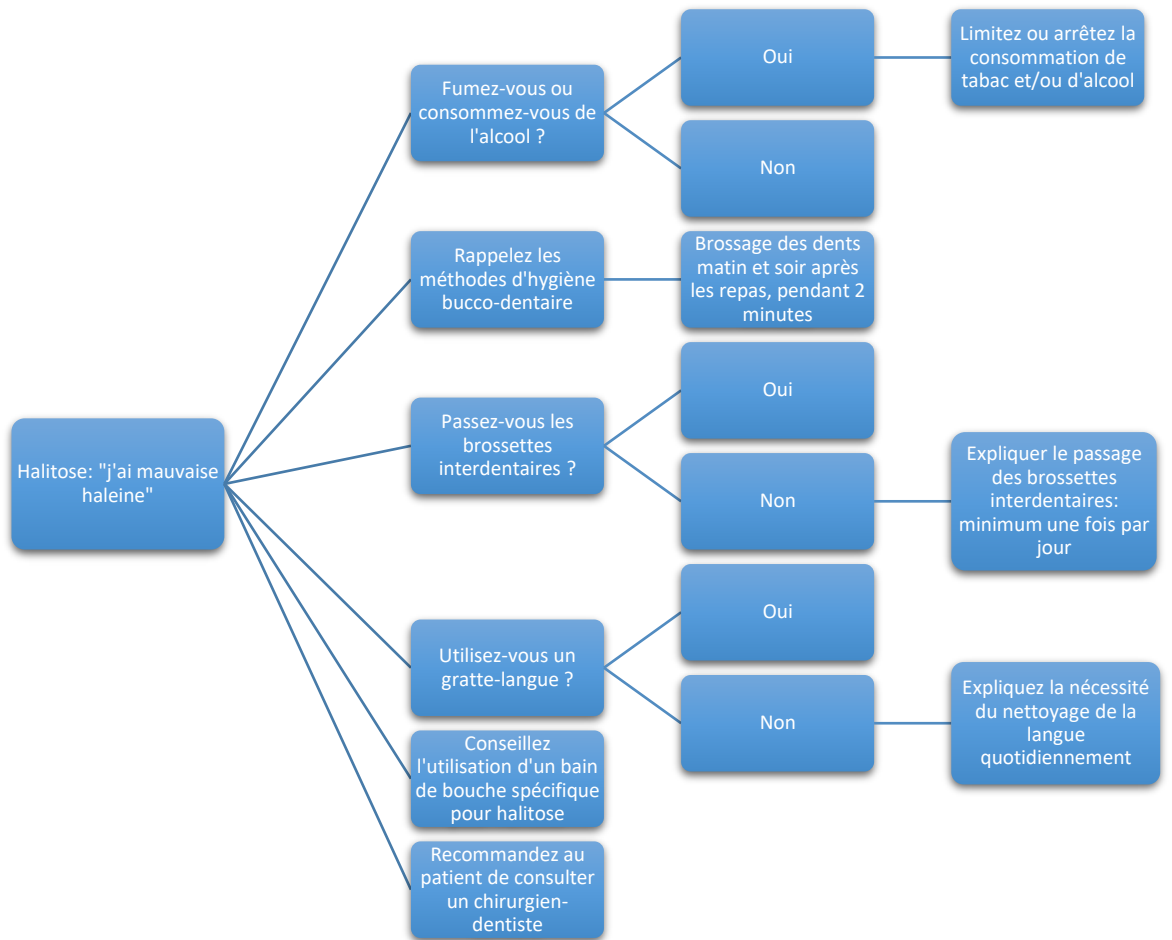 Halitose: "j'ai mauvaise
haleine"
Fumez-vous ou
consommez-vous de
l'alcool ?
Oui
Limitez ou arrêtez la
consommation de
tabac et/ou d'alcool
Non
Rappelez les
méthodes d'hygiène
bucco-dentaire
Brossage des dents
matin et soir après
les repas, pendant 2
minutes
Passez-vous les
brossettes
interdentaires ?
Oui
Non
Expliquer le passage
des brossettes
interdentaires:
minimum une fois par
jour
Utilisez-vous un
gratte-langue ?
Oui
Non
Expliquez la nécessité
du nettoyage de la
langue
quotidiennement
Conseillez
l'utilisation d'un bain
de bouche spécifique
pour halitose
Recommandez au
patient de consulter
un chirurgien-
dentiste